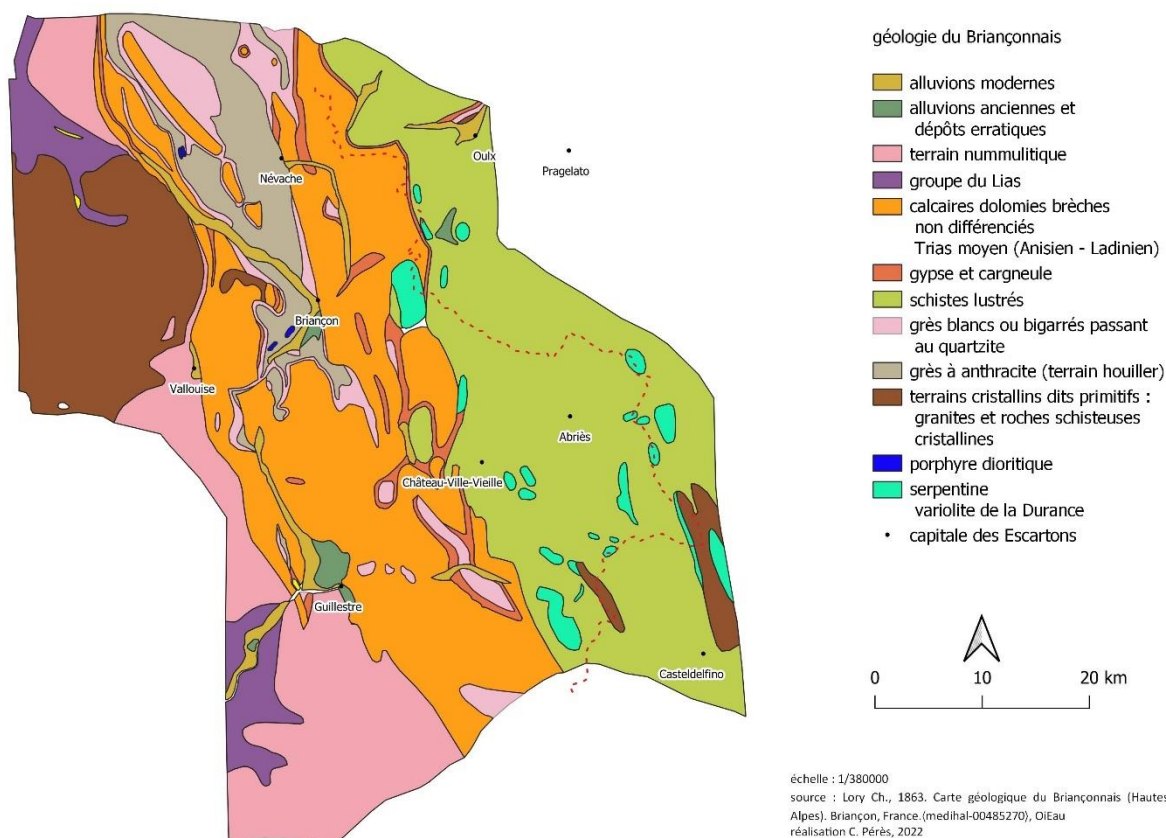 géologie du Briançonnais
alluvions modernes
alluvions anciennes et
dépôts erratiques
terrain nummulitique
groupe du Lias
calcaires dolomies brèches
non différenciés
Trias moyen (Anisien - Ladinien)
gypse et cargneule
schistes lustrés
grès blancs ou bigarrés passant
au quartzite
grès à anthracite (terrain houiller)
terrains cristallins dits primitifs :
granites et roches schisteuses
cristallines
porphyre dioritique
serpentine
variolite de la Durance
capitale des Escartons
Oulx
Pragelato
Névache
Briançon
Vallouise
Abriès
Château-Ville-Vieille
Guillestre
Casteldelfino
0 10 20 km
échelle : 1/380000
source : Lory Ch., 1863. Carte géologique du Briançonnais (Hautes
Alpes). Briançon, France.(medihal-00485270), OiEau
réalisation C. Pérès, 2022